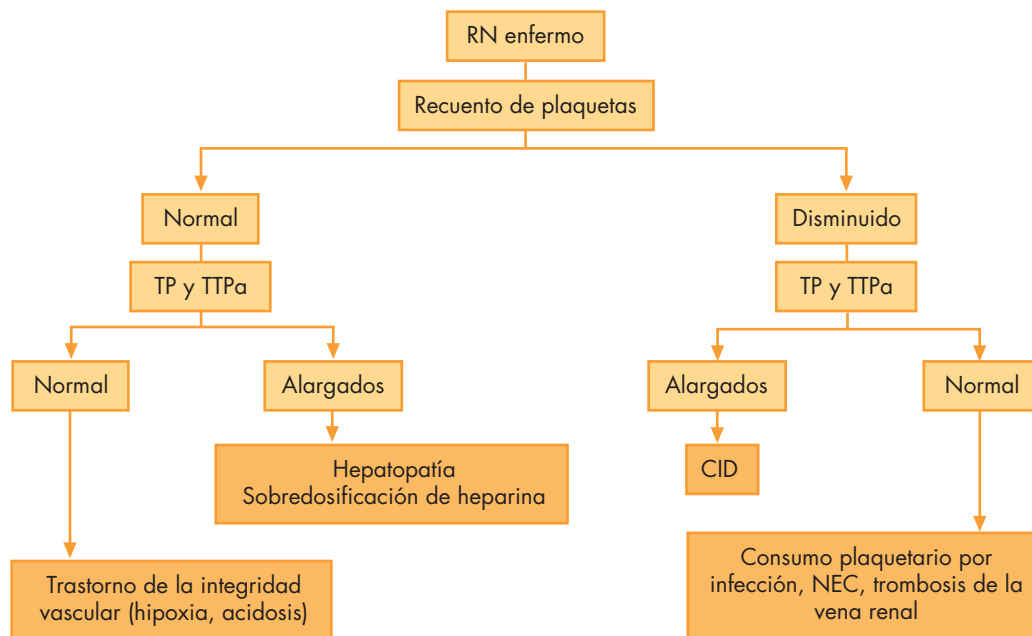 RN enfermo
Recuento de plaquetas
Normal
Disminuido
TP y TTPa
TP y TTPa
Normal
Alargados
Alargados
Normal
Hepatopatía
Sobredosificación de heparina
CID
Trastorno de la integridad
vascular (hipoxia, acidosis)
Consumo plaquetario por
infección, NEC, trombosis de la
vena renal